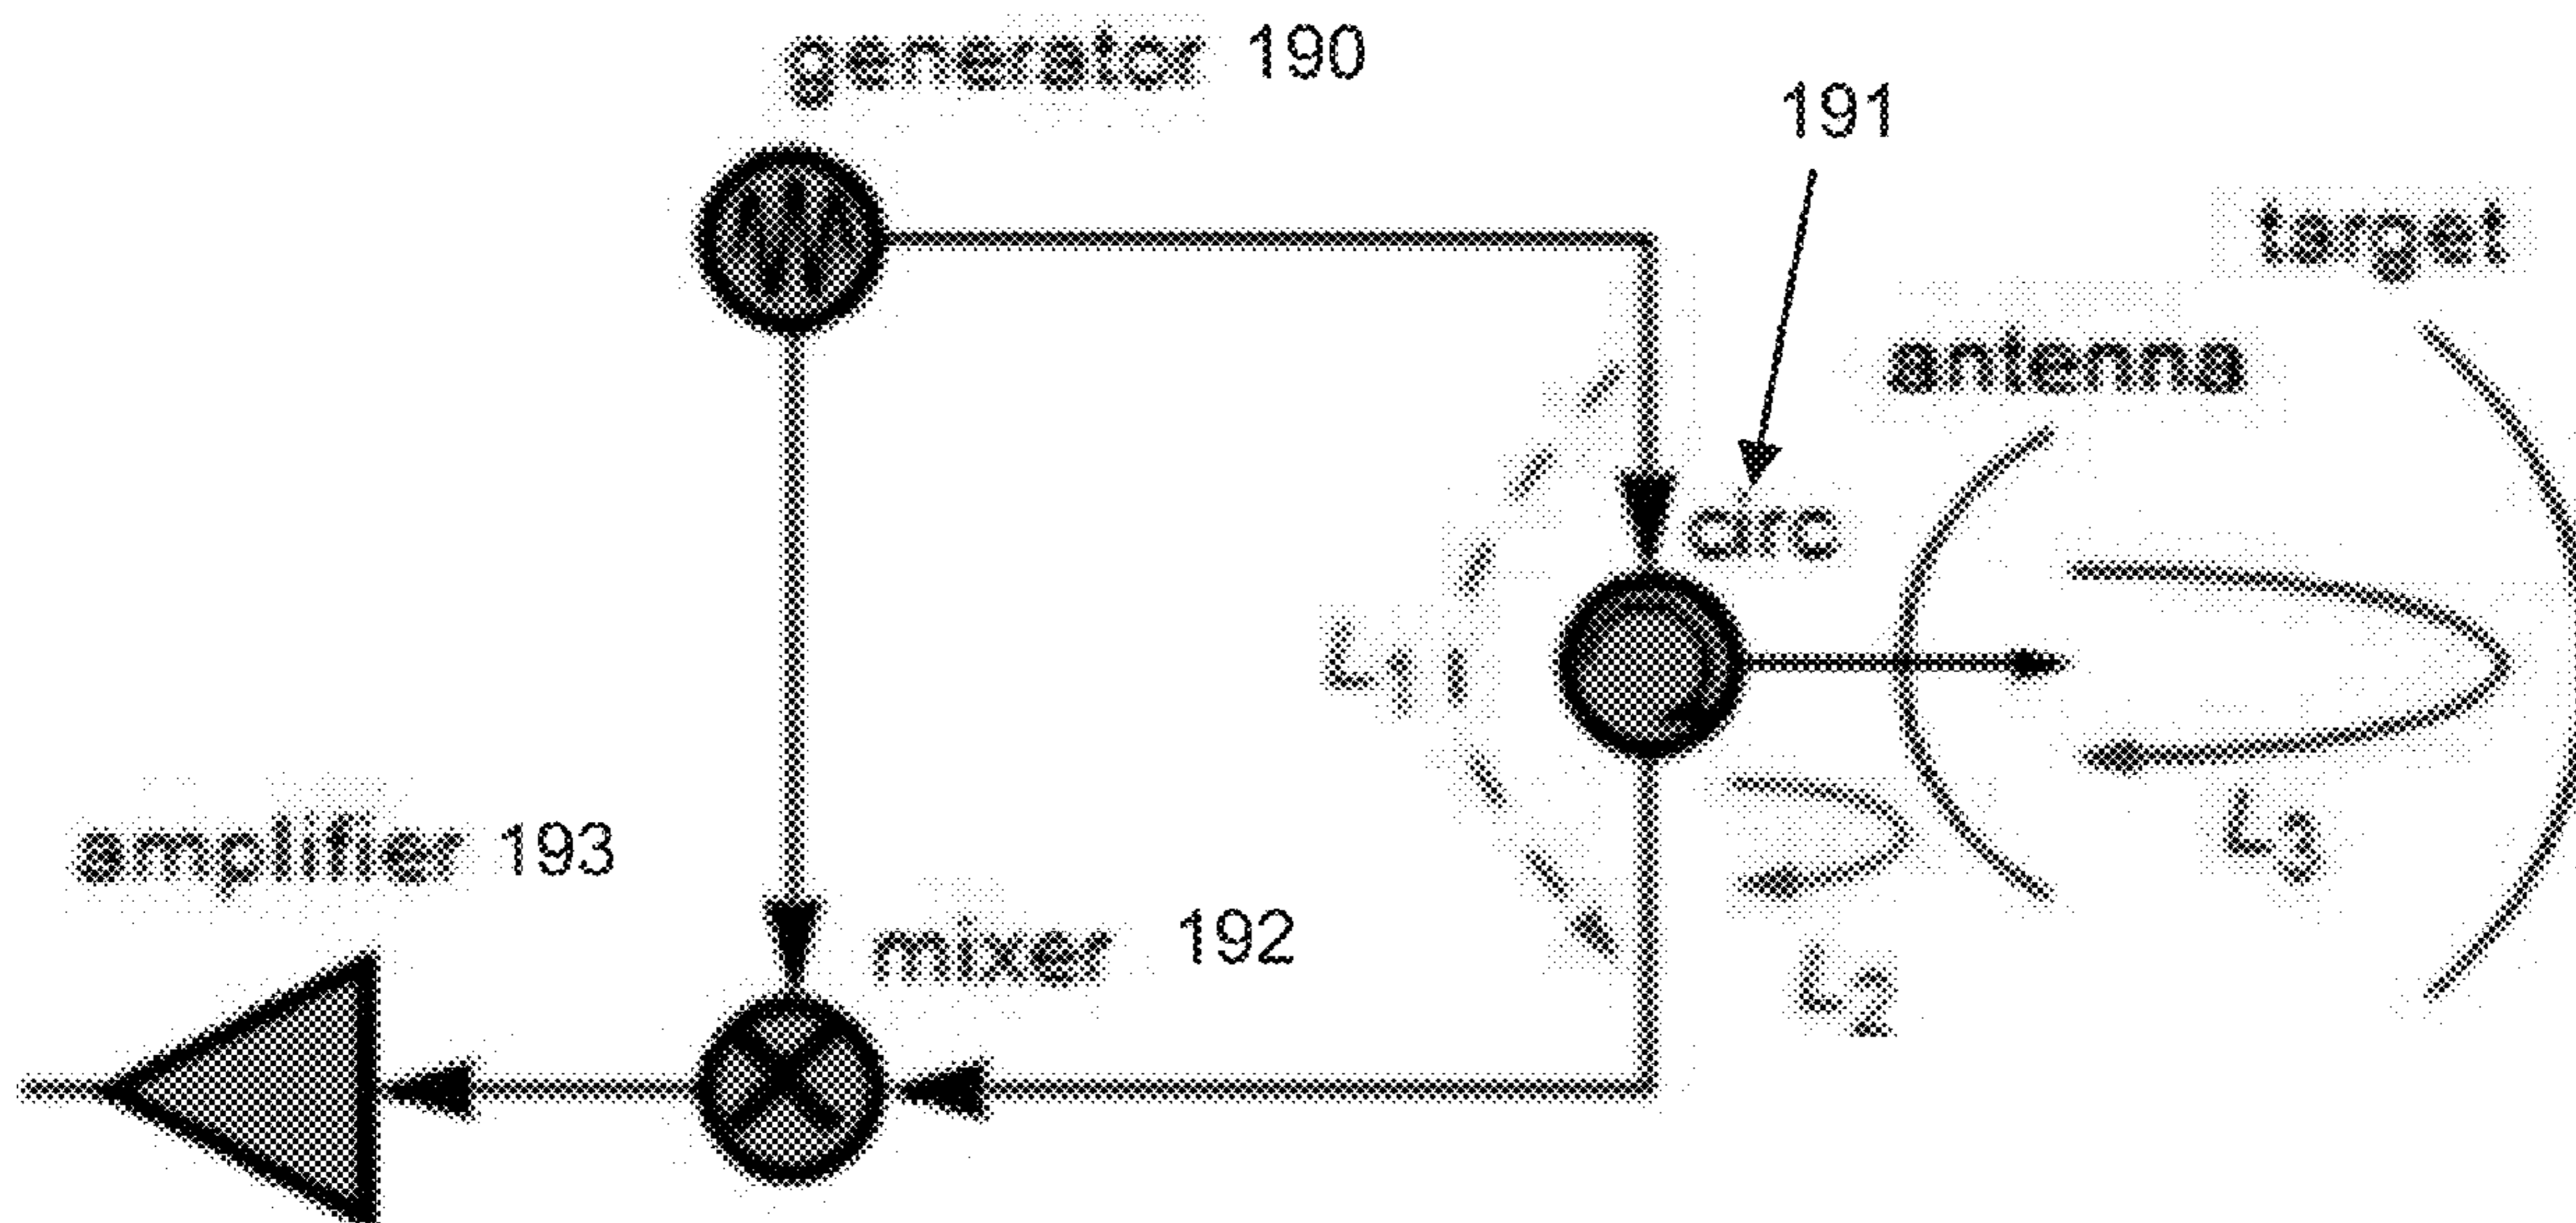 generator 190
191
target
antenna
circ
L1
L3
amplifier 193
mixer 192
L2